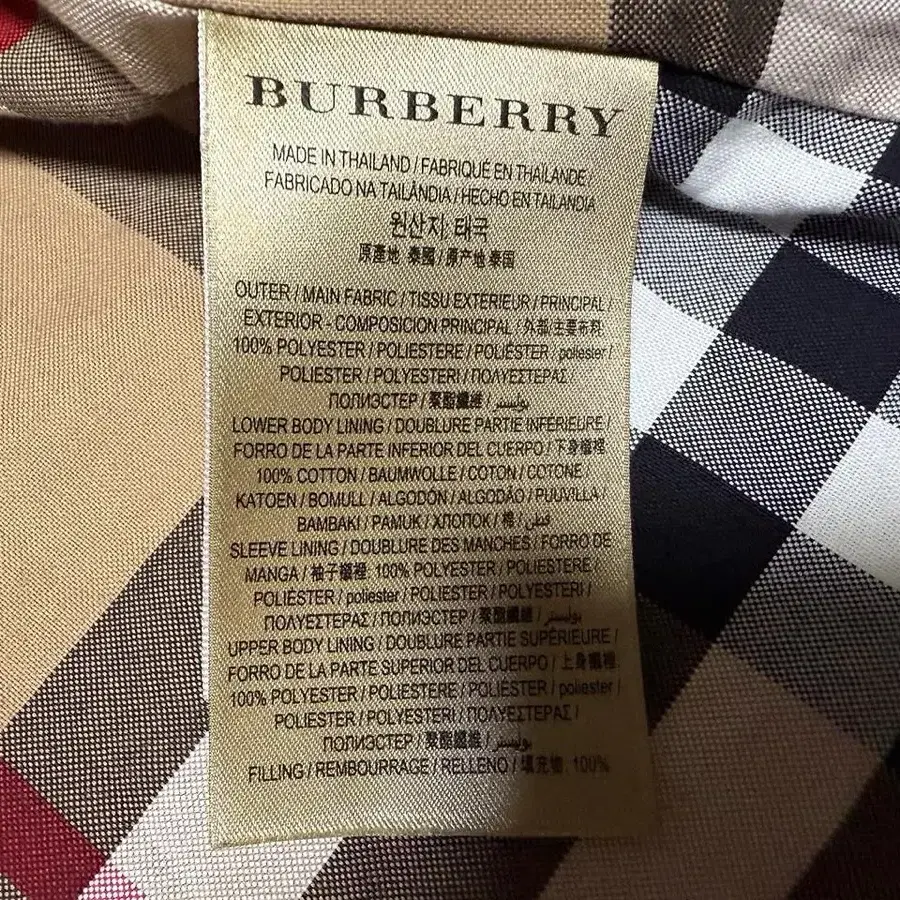 BURBERRY
MADE IN THAILAND / FABRIQUÉ EN THAÏLANDE /
FABRICADO NA TAILÂNDIA / HECHO EN TAILANDIA
원산지: 태국
原產地 泰國 / 原产地 泰国
OUTER / MAIN FABRIC / TISSU EXTERIEUR / PRINCIPAL /
EXTERIOR - COMPOSICION PRINCIPAL / 外部/主要布料:
100% POLYESTER / POLIESTERE / POLIÉSTER / poliester /
POLIESTER / POLYESTERI / ΠΟΛΥΕΣΤΕΡΑΣ /
ПОЛИЭСТЕР / 聚酯纖維 / بوليستر
LOWER BODY LINING / DOUBLURE PARTIE INFÉRIEURE /
FORRO DE LA PARTE INFERIOR DEL CUERPO / 下身襯裡:
100% COTTON / BAUMWOLLE / COTON / COTONE /
KATOEN / BOMULL / ALGODÓN / ALGODÃO / PUUVILLA /
BAMBAKI / PAMUK / ХЛОПОК / 棉 / قطن
SLEEVE LINING / DOUBLURE DES MANCHES / FORRO DE
MANGA / 袖子襯裡: 100% POLYESTER / POLIESTERE /
POLIÉSTER / poliester / POLIESTER / POLYESTERI /
ΠΟΛΥΕΣΤΕΡΑΣ / ПОЛИЭСТЕР / 聚酯纖維 / بوليستر
UPPER BODY LINING / DOUBLURE PARTIE SUPÉRIEURE /
FORRO DE LA PARTE SUPERIOR DEL CUERPO / 上身襯裡:
100% POLYESTER / POLIESTERE / POLIÉSTER / poliester /
POLIESTER / POLYESTERI / ΠΟΛΥΕΣΤΕΡΑΣ /
ПОЛИЭСТЕР / 聚酯纖維 / بوليستر
FILLING / REMBOURRAGE / RELLENO / 填充物: 100%